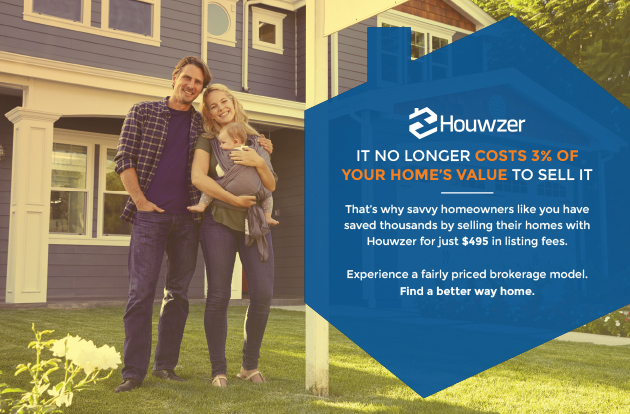 Houwzer
IT NO LONGER COSTS 3% OF
YOUR HOME'S VALUE TO SELL IT
That's why savvy homeowners like you have
saved thousands by selling their homes with
Houwzer for just $495 in listing fees.
Experience a fairly priced brokerage model.
Find a better way home.